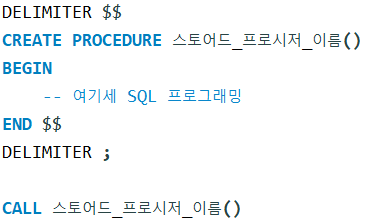 DELIMITER $$
CREATE PROCEDURE 스토어드_프로시저_이름()
BEGIN
-- 여기세 SQL 프로그래밍
END $$
DELIMITER ;
CALL 스토어드_프로시저_이름()